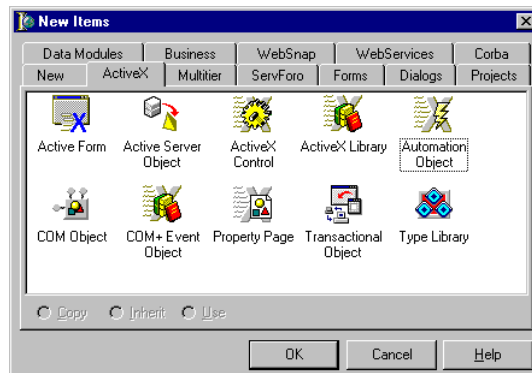 New Items
Data Modules Business WebSnap WebServices Corba
New ActiveX Multitier ServForo Forms Dialogs Projects
Active Form Active Server Object ActiveX Control ActiveX Library Automation Object
COM Object COM+ Event Object Property Page Transactional Object Type Library
Copy Inherit Use
OK Cancel Help